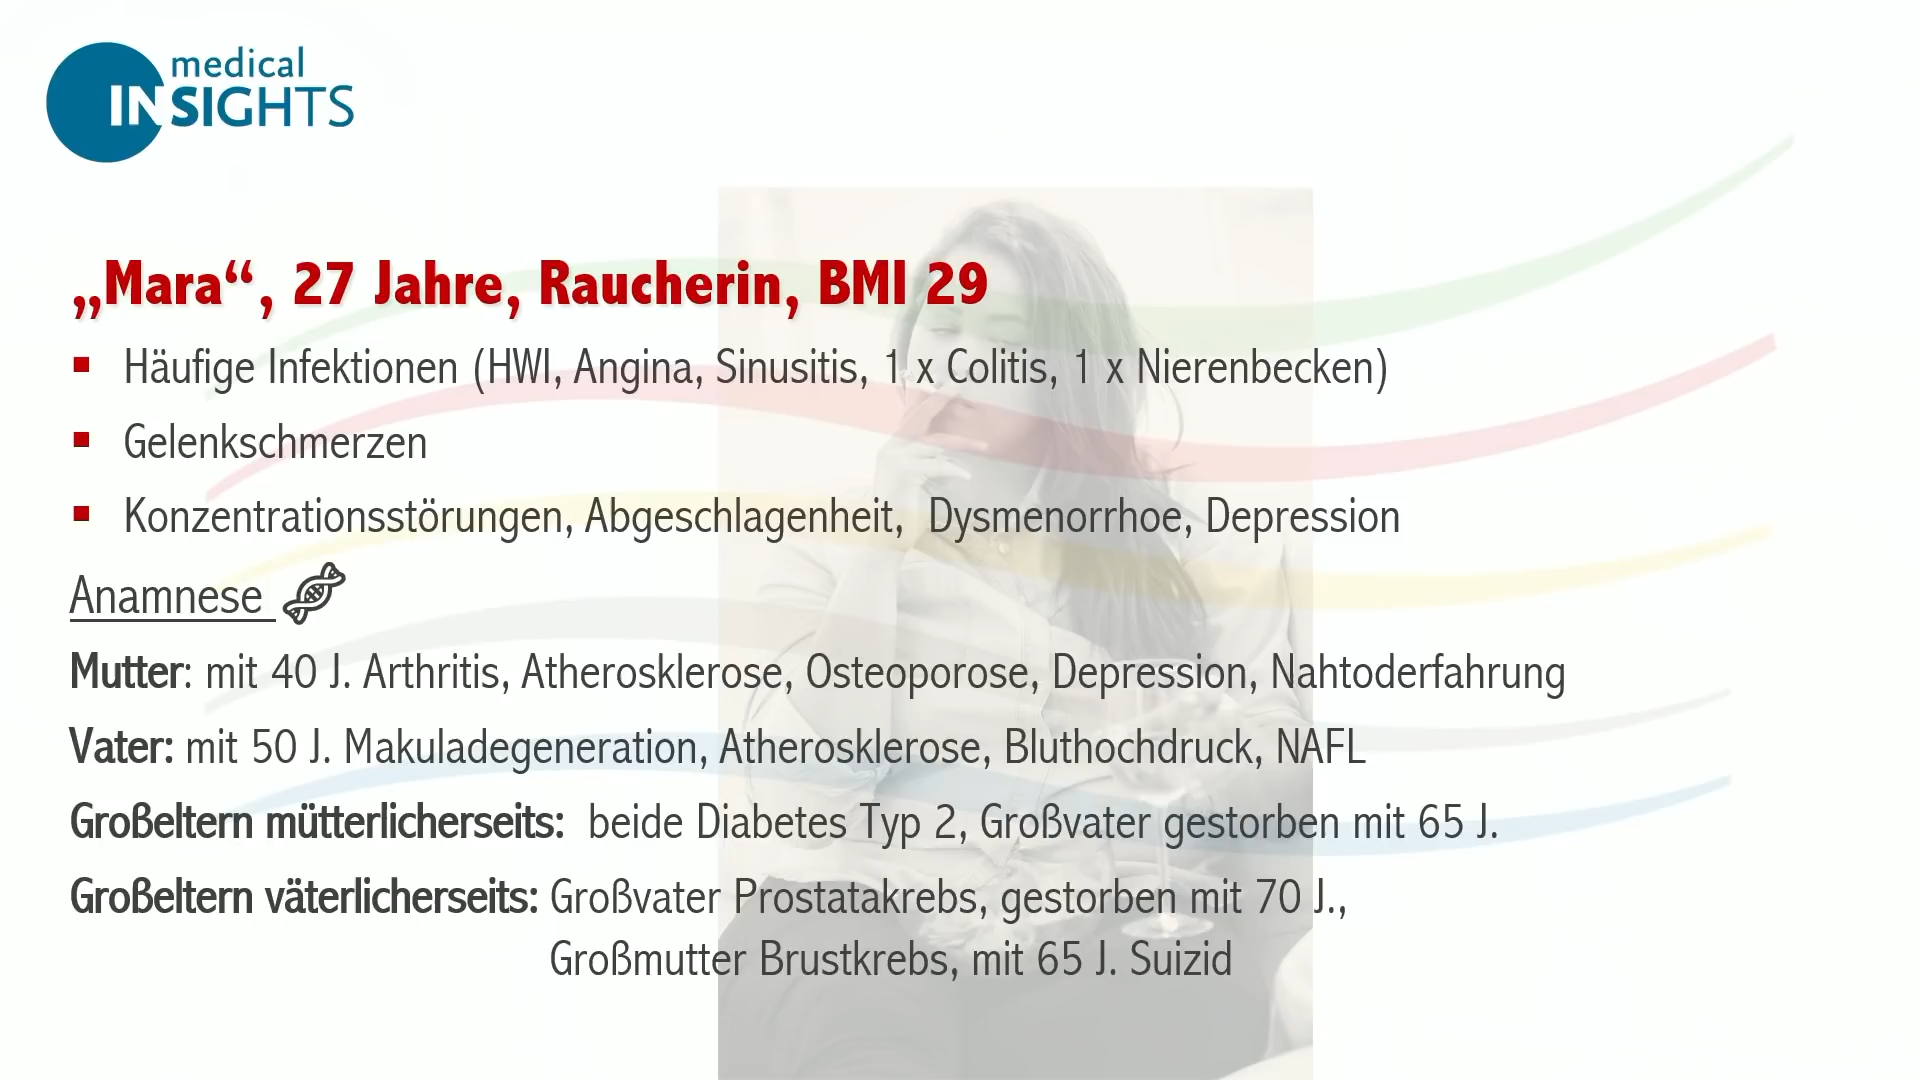 medical
INSIGHTS
„Mara“, 27 Jahre, Raucherin, BMI 29
▪ Häufige Infektionen (HWI, Angina, Sinusitis, 1 x Colitis, 1 x Nierenbecken)
▪ Gelenkschmerzen
▪ Konzentrationsstörungen, Abgeschlagenheit, Dysmenorrhoe, Depression
Anamnese
Mutter: mit 40 J. Arthritis, Atherosklerose, Osteoporose, Depression, Nahtoderfahrung
Vater: mit 50 J. Makuladegeneration, Atherosklerose, Bluthochdruck, NAFL
Großeltern mütterlicherseits: beide Diabetes Typ 2, Großvater gestorben mit 65 J.
Großeltern väterlicherseits: Großvater Prostatakrebs, gestorben mit 70 J.,
Großmutter Brustkrebs, mit 65 J. Suizid